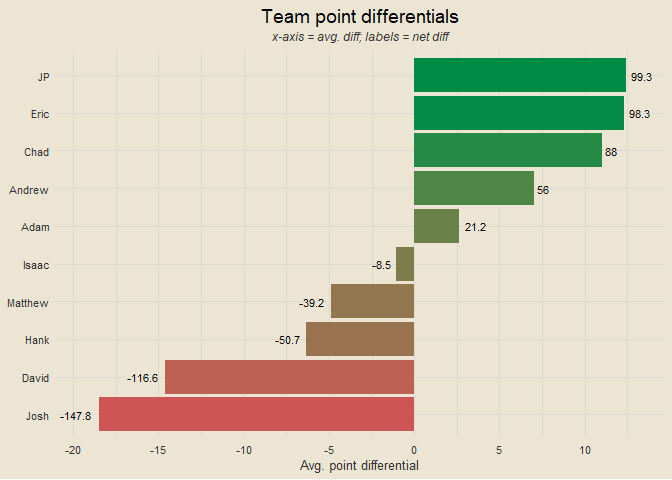 Team point differentials
x-axis = avg. diff; labels = net diff
JP 99.3
Eric 98.3
Chad 88
Andrew 56
Adam 21.2
Isaac -8.5
Matthew -39.2
Hank -50.7
David -116.6
Josh -147.8
-20 -15 -10 -5 0 5 10
Avg. point differential